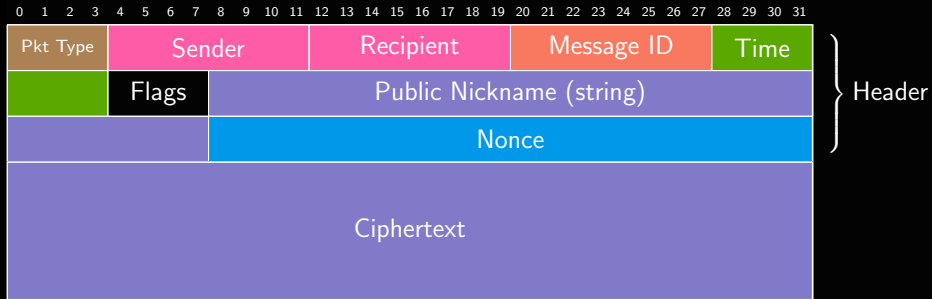 0 1 2 3 4 5 6 7 8 9 10 11 12 13 14 15 16 17 18 19 20 21 22 23 24 25 26 27 28 29 30 31
Pkt Type Sender Recipient Message ID Time
Flags Public Nickname (string)
Header
Nonce
Ciphertext